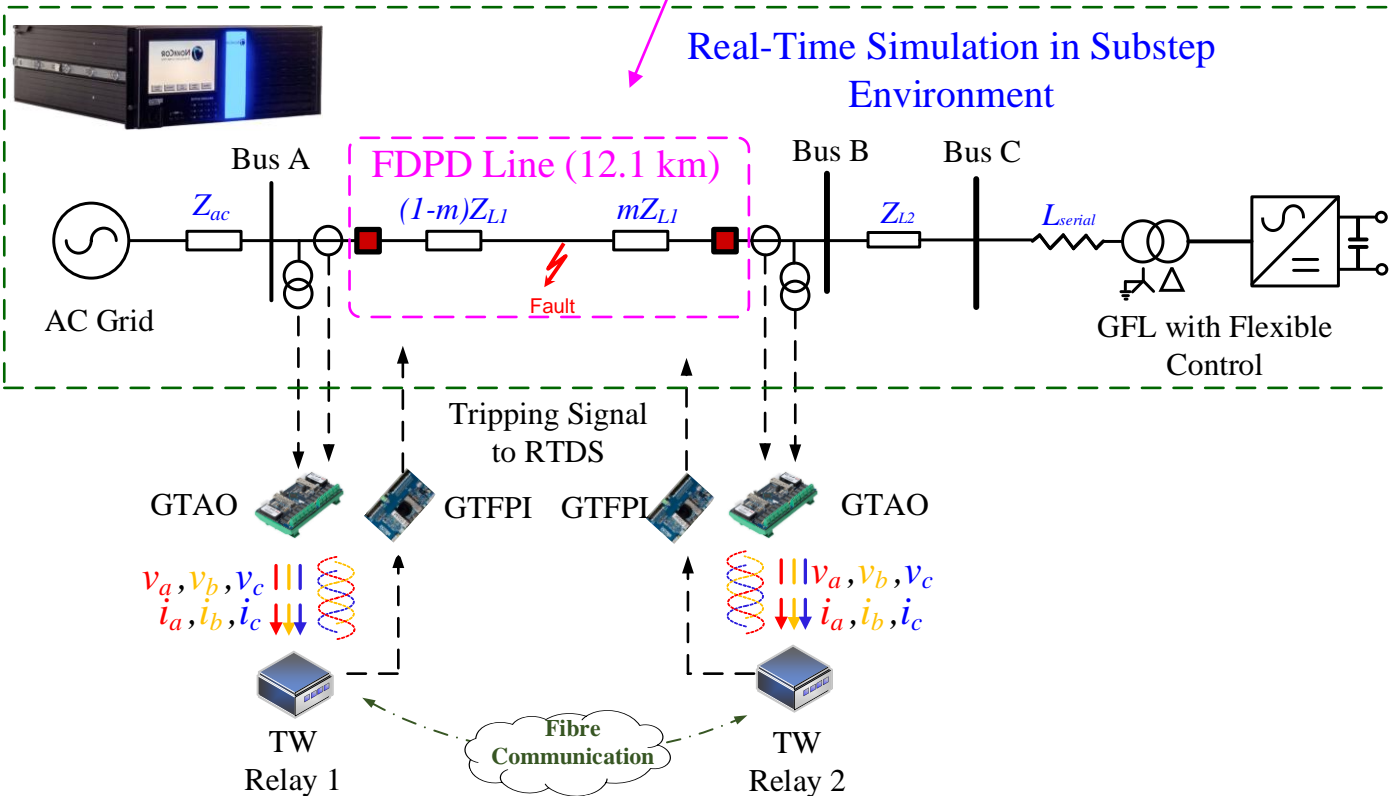 Real-Time Simulation in Substep
Environment
NovaCor
Bus A
FDPD Line (12.1 km)
Bus B
Bus C
Z_ac
(1-m)Z_L1
mZ_L1
Z_L2
L_serial
Fault
AC Grid
GFL with Flexible
Control
Tripping Signal
to RTDS
GTAO
GTFPI
GTFPI
GTAO
v_a, v_b, v_c
i_a, i_b, i_c
v_a, v_b, v_c
i_a, i_b, i_c
Fibre
Communication
TW
Relay 1
TW
Relay 2